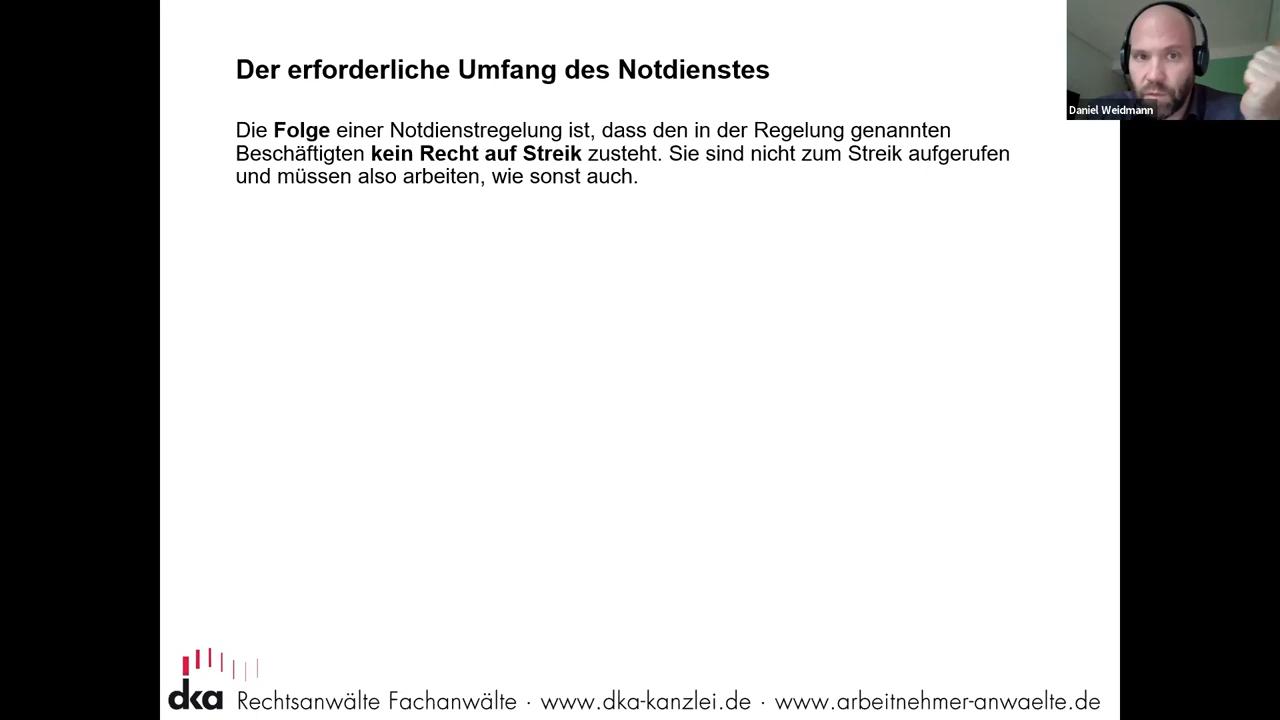 Der erforderliche Umfang des Notdienstes
Daniel Weidmann
Die Folge einer Notdienstregelung ist, dass den in der Regelung genannten
Beschäftigten kein Recht auf Streik zusteht. Sie sind nicht zum Streik aufgerufen
und müssen also arbeiten, wie sonst auch.
dka Rechtsanwälte Fachanwälte · www.dka-kanzlei.de · www.arbeitnehmer-anwaelte.de